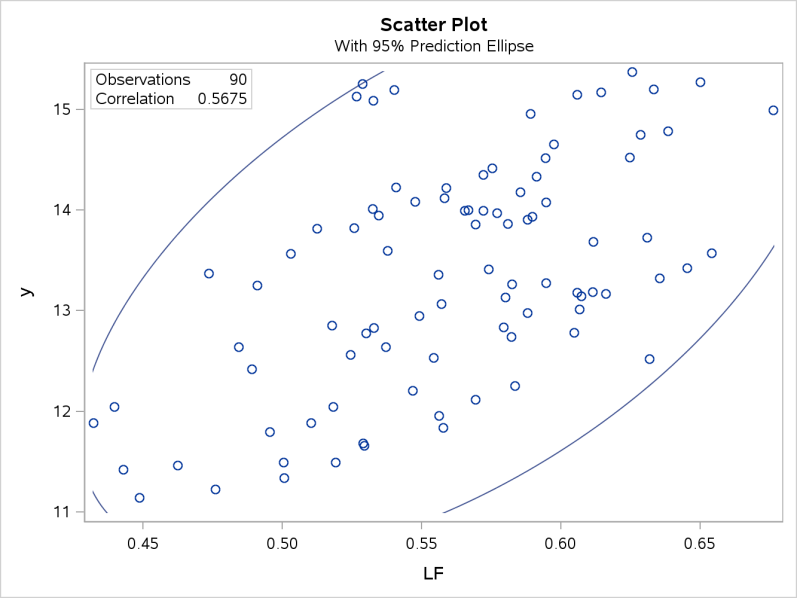 Scatter Plot
With 95% Prediction Ellipse
Observations 90
Correlation 0.5675
15
14
13
12
11
y
0.45 0.50 0.55 0.60 0.65
LF